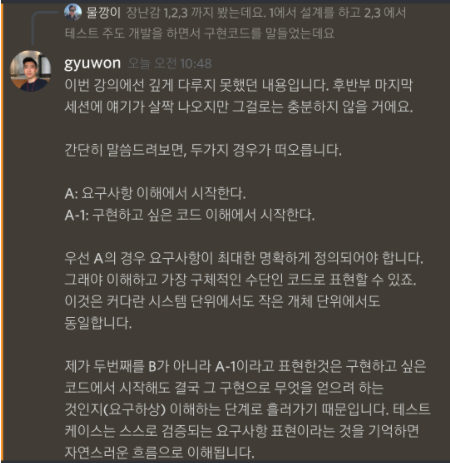 물깡이 장난감 1,2,3 까지 봤는데요. 1에서 설계를 하고 2,3 에서
테스트 주도 개발을 하면서 구현코드를 말들었는데요
gyuwon 오늘 오전 10:48
이번 강의에선 깊게 다루지 못했던 내용입니다. 후반부 마지막
세션에 얘기가 살짝 나오지만 그걸로는 충분하지 않을 거에요.
간단히 말씀드려보면, 두가지 경우가 떠오릅니다.
A: 요구사항 이해에서 시작한다.
A-1: 구현하고 싶은 코드 이해에서 시작한다.
우선 A의 경우 요구사항이 최대한 명확하게 정의되어야 합니다.
그래야 이해하고 가장 구체적인 수단인 코드로 표현할 수 있죠.
이것은 커다란 시스템 단위에서도 작은 개체 단위에서도
동일합니다.
제가 두번째를 B가 아니라 A-1이라고 표현한것은 구현하고 싶은
코드에서 시작해도 결국 그 구현으로 무엇을 얻으려 하는
것인지(요구하상) 이해하는 단계로 흘러가기 때문입니다. 테스트
케이스는 스스로 검증되는 요구사항 표현이라는 것을 기억하면
자연스러운 흐름으로 이해됩니다.